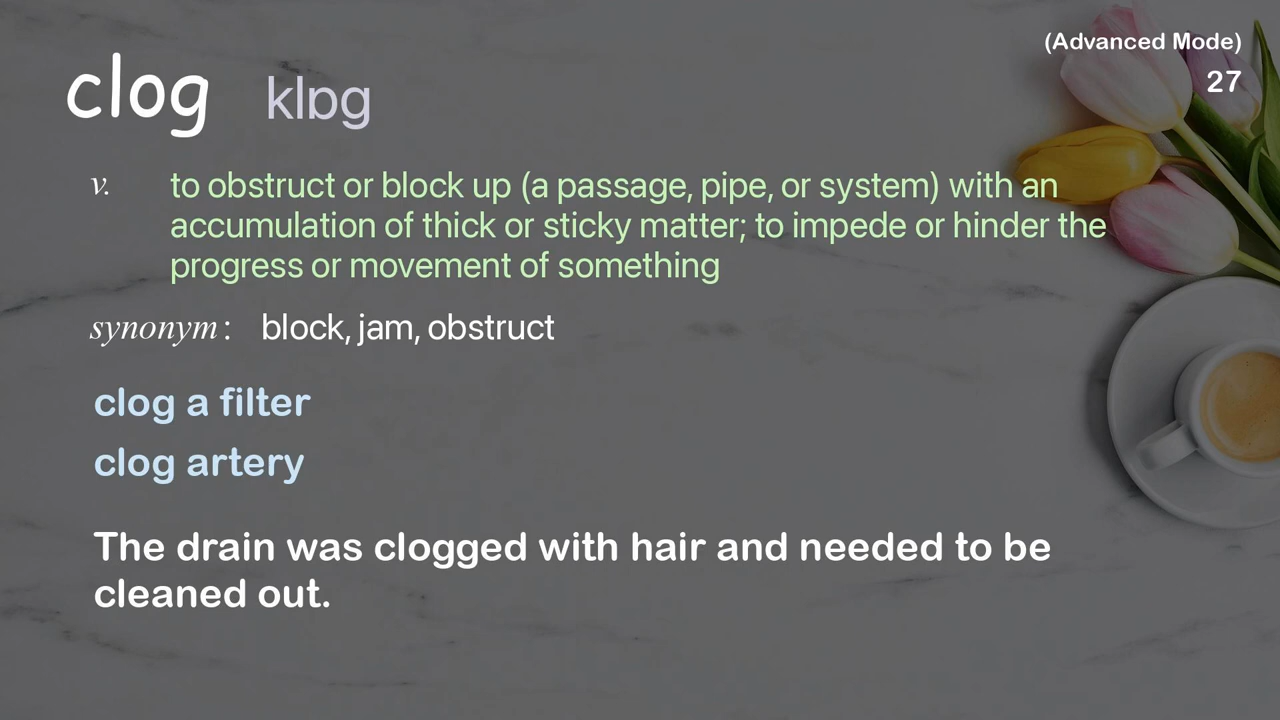 (Advanced Mode)
27
clog klɒg
v. to obstruct or block up (a passage, pipe, or system) with an
accumulation of thick or sticky matter; to impede or hinder the
progress or movement of something
synonym: block, jam, obstruct
clog a filter
clog artery
The drain was clogged with hair and needed to be
cleaned out.